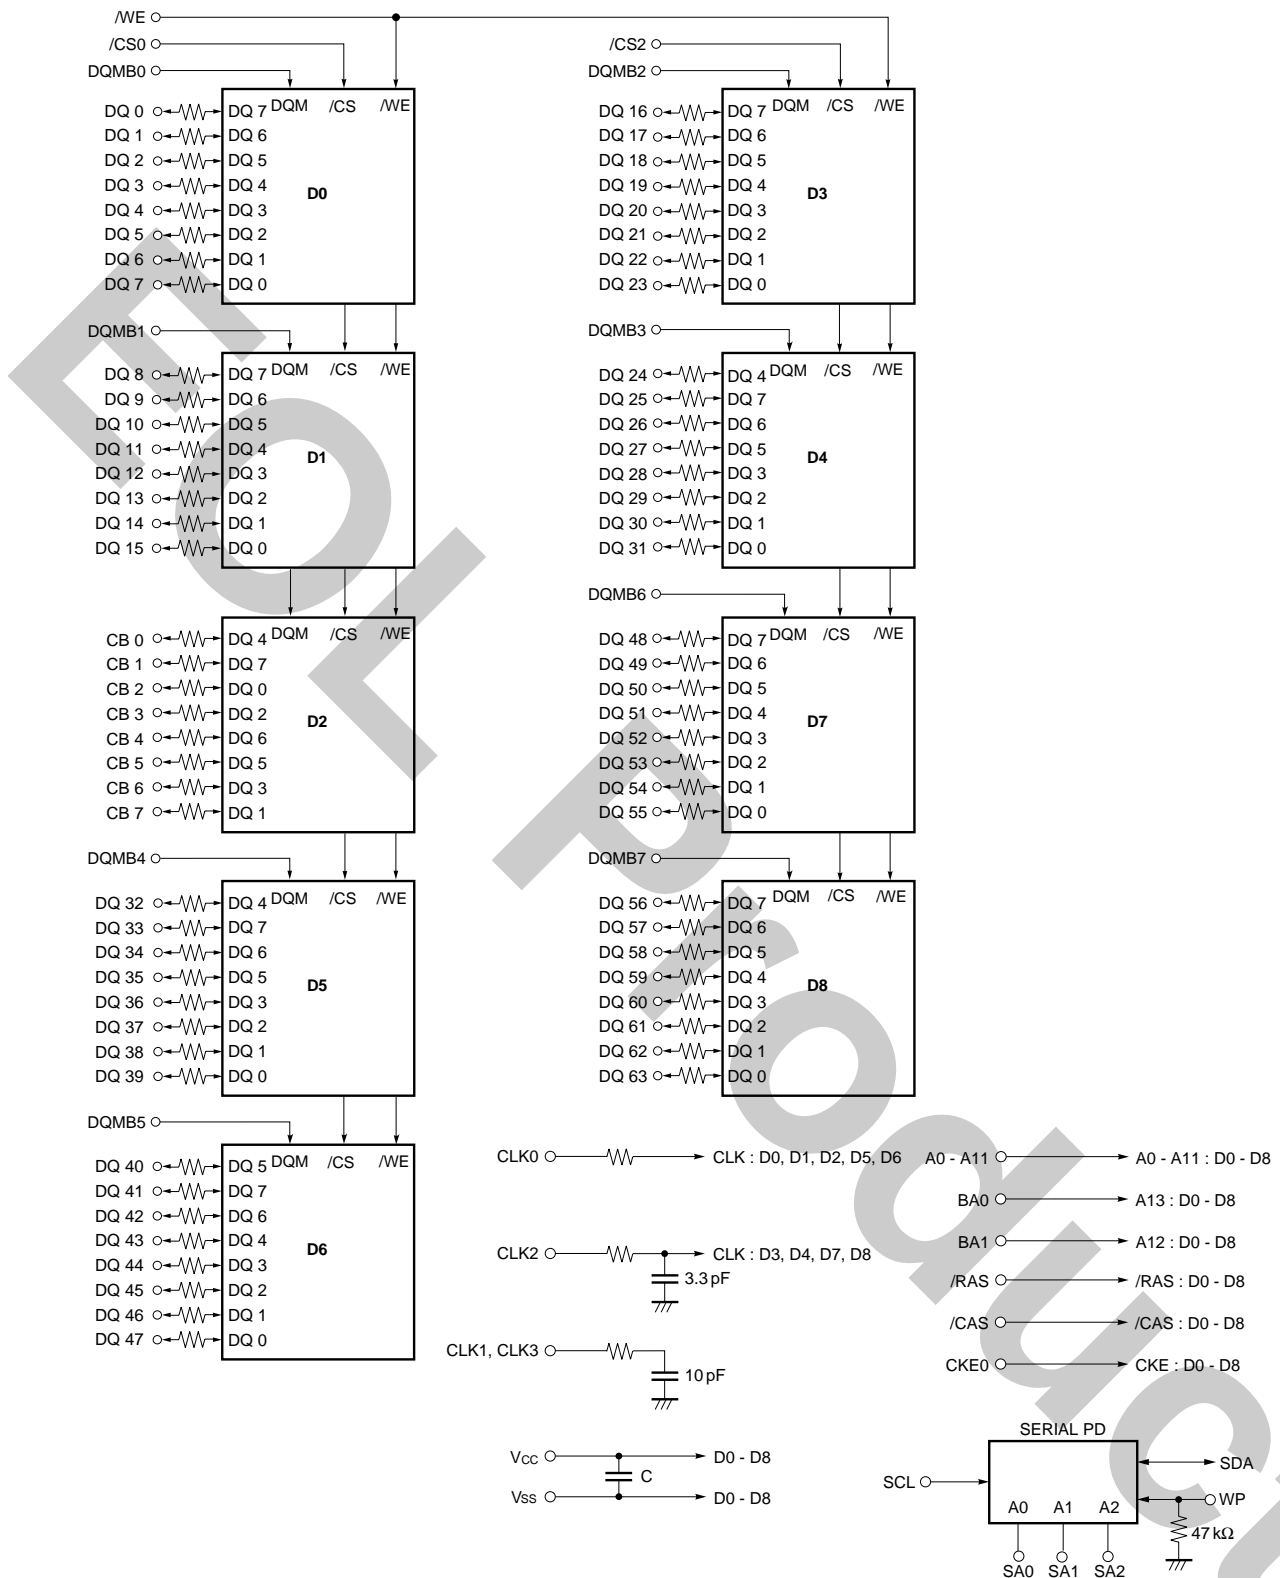 /WE
/CS0
DQMB0
DQM /CS /WE
DQ 0 DQ 7
DQ 1 DQ 6
DQ 2 DQ 5
DQ 3 DQ 4
D0
DQ 4 DQ 3
DQ 5 DQ 2
DQ 6 DQ 1
DQ 7 DQ 0
DQMB1
DQM /CS /WE
DQ 8 DQ 7
DQ 9 DQ 6
DQ 10 DQ 5
DQ 11 DQ 4
D1
DQ 12 DQ 3
DQ 13 DQ 2
DQ 14 DQ 1
DQ 15 DQ 0
DQM /CS /WE
CB 0 DQ 4
CB 1 DQ 7
CB 2 DQ 0
CB 3 DQ 2
D2
CB 4 DQ 6
CB 5 DQ 5
CB 6 DQ 3
CB 7 DQ 1
DQMB4
DQM /CS /WE
DQ 32 DQ 4
DQ 33 DQ 7
DQ 34 DQ 6
DQ 35 DQ 5
D5
DQ 36 DQ 3
DQ 37 DQ 2
DQ 38 DQ 1
DQ 39 DQ 0
DQMB5
DQM /CS /WE
DQ 40 DQ 5
DQ 41 DQ 7
DQ 42 DQ 6
DQ 43 DQ 4
D6
DQ 44 DQ 3
DQ 45 DQ 2
DQ 46 DQ 1
DQ 47 DQ 0
/CS2
DQMB2
DQM /CS /WE
DQ 16 DQ 7
DQ 17 DQ 6
DQ 18 DQ 5
DQ 19 DQ 4
D3
DQ 20 DQ 3
DQ 21 DQ 2
DQ 22 DQ 1
DQ 23 DQ 0
DQMB3
DQM /CS /WE
DQ 24 DQ 4
DQ 25 DQ 7
DQ 26 DQ 6
DQ 27 DQ 5
D4
DQ 28 DQ 3
DQ 29 DQ 2
DQ 30 DQ 1
DQ 31 DQ 0
DQMB6
DQM /CS /WE
DQ 48 DQ 7
DQ 49 DQ 6
DQ 50 DQ 5
DQ 51 DQ 4
D7
DQ 52 DQ 3
DQ 53 DQ 2
DQ 54 DQ 1
DQ 55 DQ 0
DQMB7
DQM /CS /WE
DQ 56 DQ 7
DQ 57 DQ 6
DQ 58 DQ 5
DQ 59 DQ 4
D8
DQ 60 DQ 3
DQ 61 DQ 2
DQ 62 DQ 1
DQ 63 DQ 0
CLK0 CLK : D0, D1, D2, D5, D6
CLK2 CLK : D3, D4, D7, D8
3.3 pF
CLK1, CLK3
10 pF
VCC D0 - D8
C
VSS D0 - D8
A0 - A11 A0 - A11 : D0 - D8
BA0 A13 : D0 - D8
BA1 A12 : D0 - D8
/RAS /RAS : D0 - D8
/CAS /CAS : D0 - D8
CKE0 CKE : D0 - D8
SERIAL PD
SCL SDA
WP
A0 A1 A2
47 kΩ
SA0 SA1 SA2
EOL Product